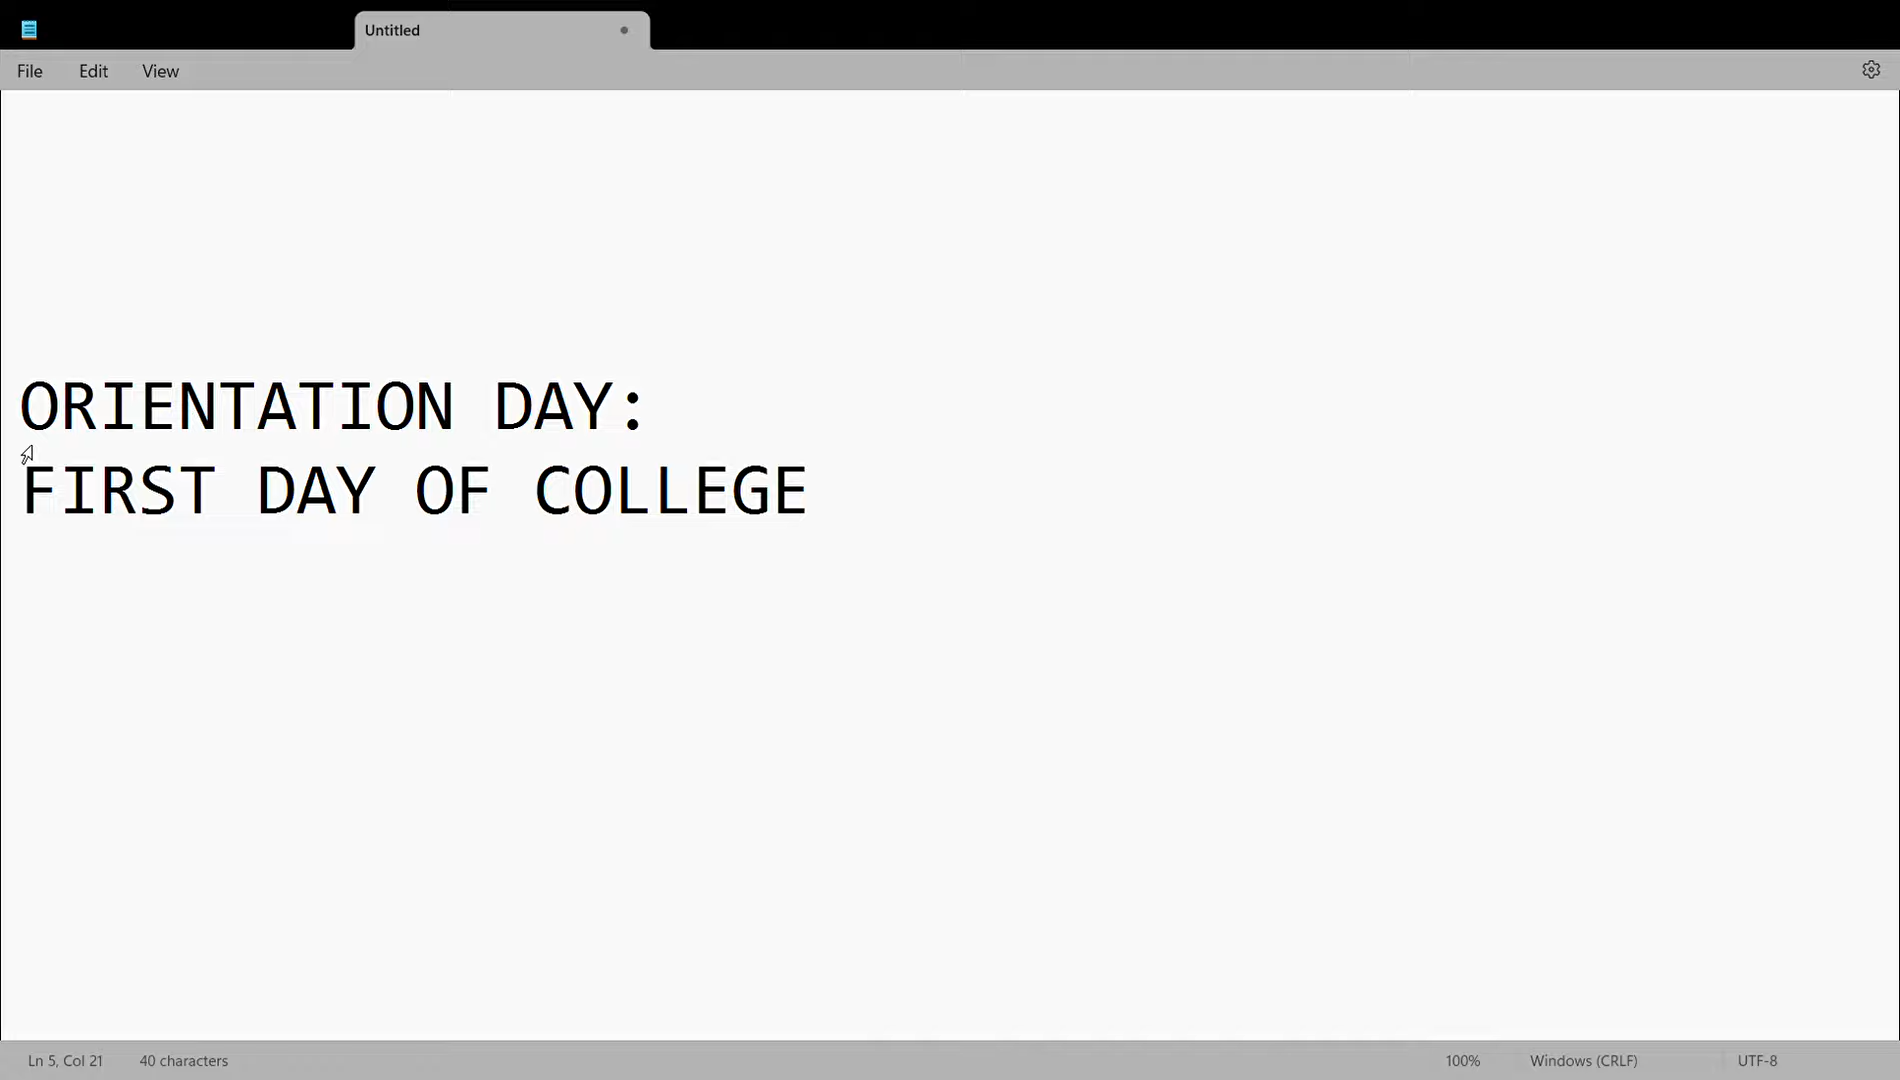 Untitled
File Edit View
ORIENTATION DAY:
FIRST DAY OF COLLEGE
Ln 5, Col 21 40 characters 100% Windows (CRLF) UTF-8